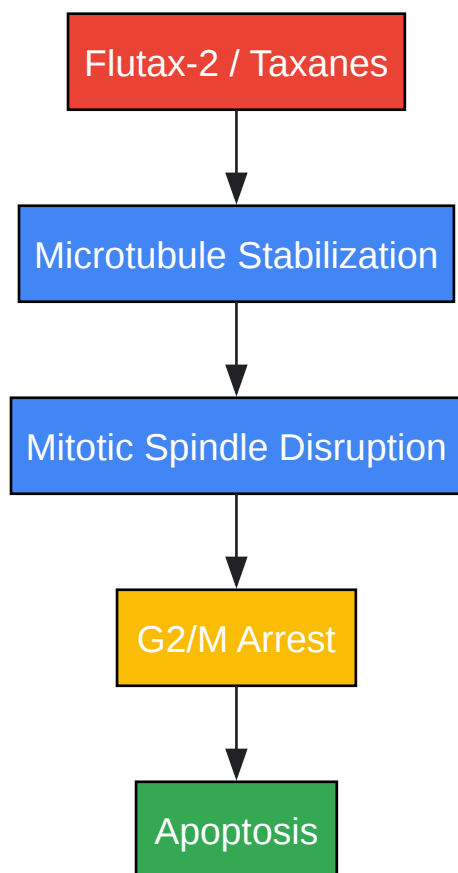 Flutax-2 / Taxanes
Microtubule Stabilization
Mitotic Spindle Disruption
G2/M Arrest
Apoptosis